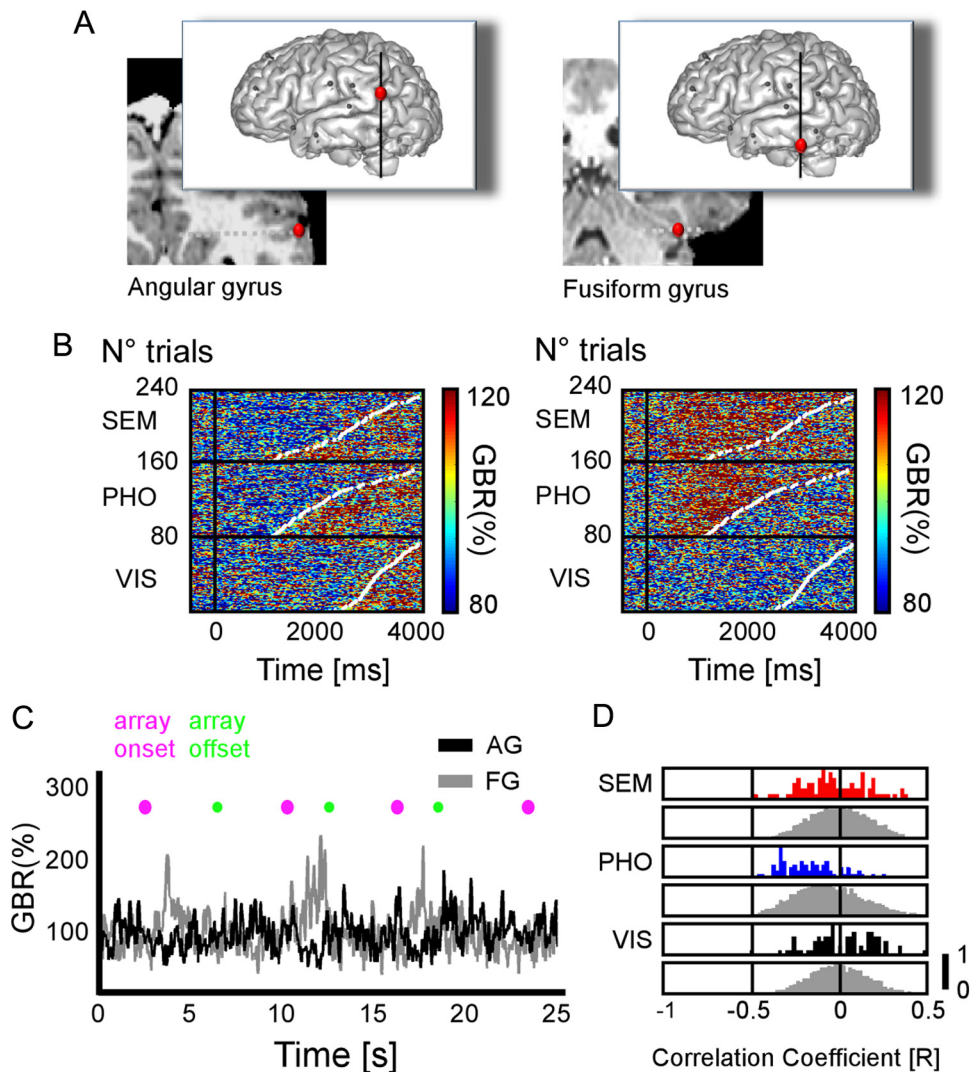 A
Angular gyrus
Fusiform gyrus
B
N° trials
240
SEM
160
PHO
80
VIS
0 2000 4000
Time [ms]
120
GBR(%)
80
N° trials
240
SEM
160
PHO
80
VIS
0 2000 4000
Time [ms]
120
GBR(%)
80
C
array onset
array offset
AG
FG
300
200
100
GBR(%)
0 5 10 15 20 25
Time [s]
D
SEM
PHO
VIS
1
0
-1 -0.5 0 0.5
Correlation Coefficient [R]